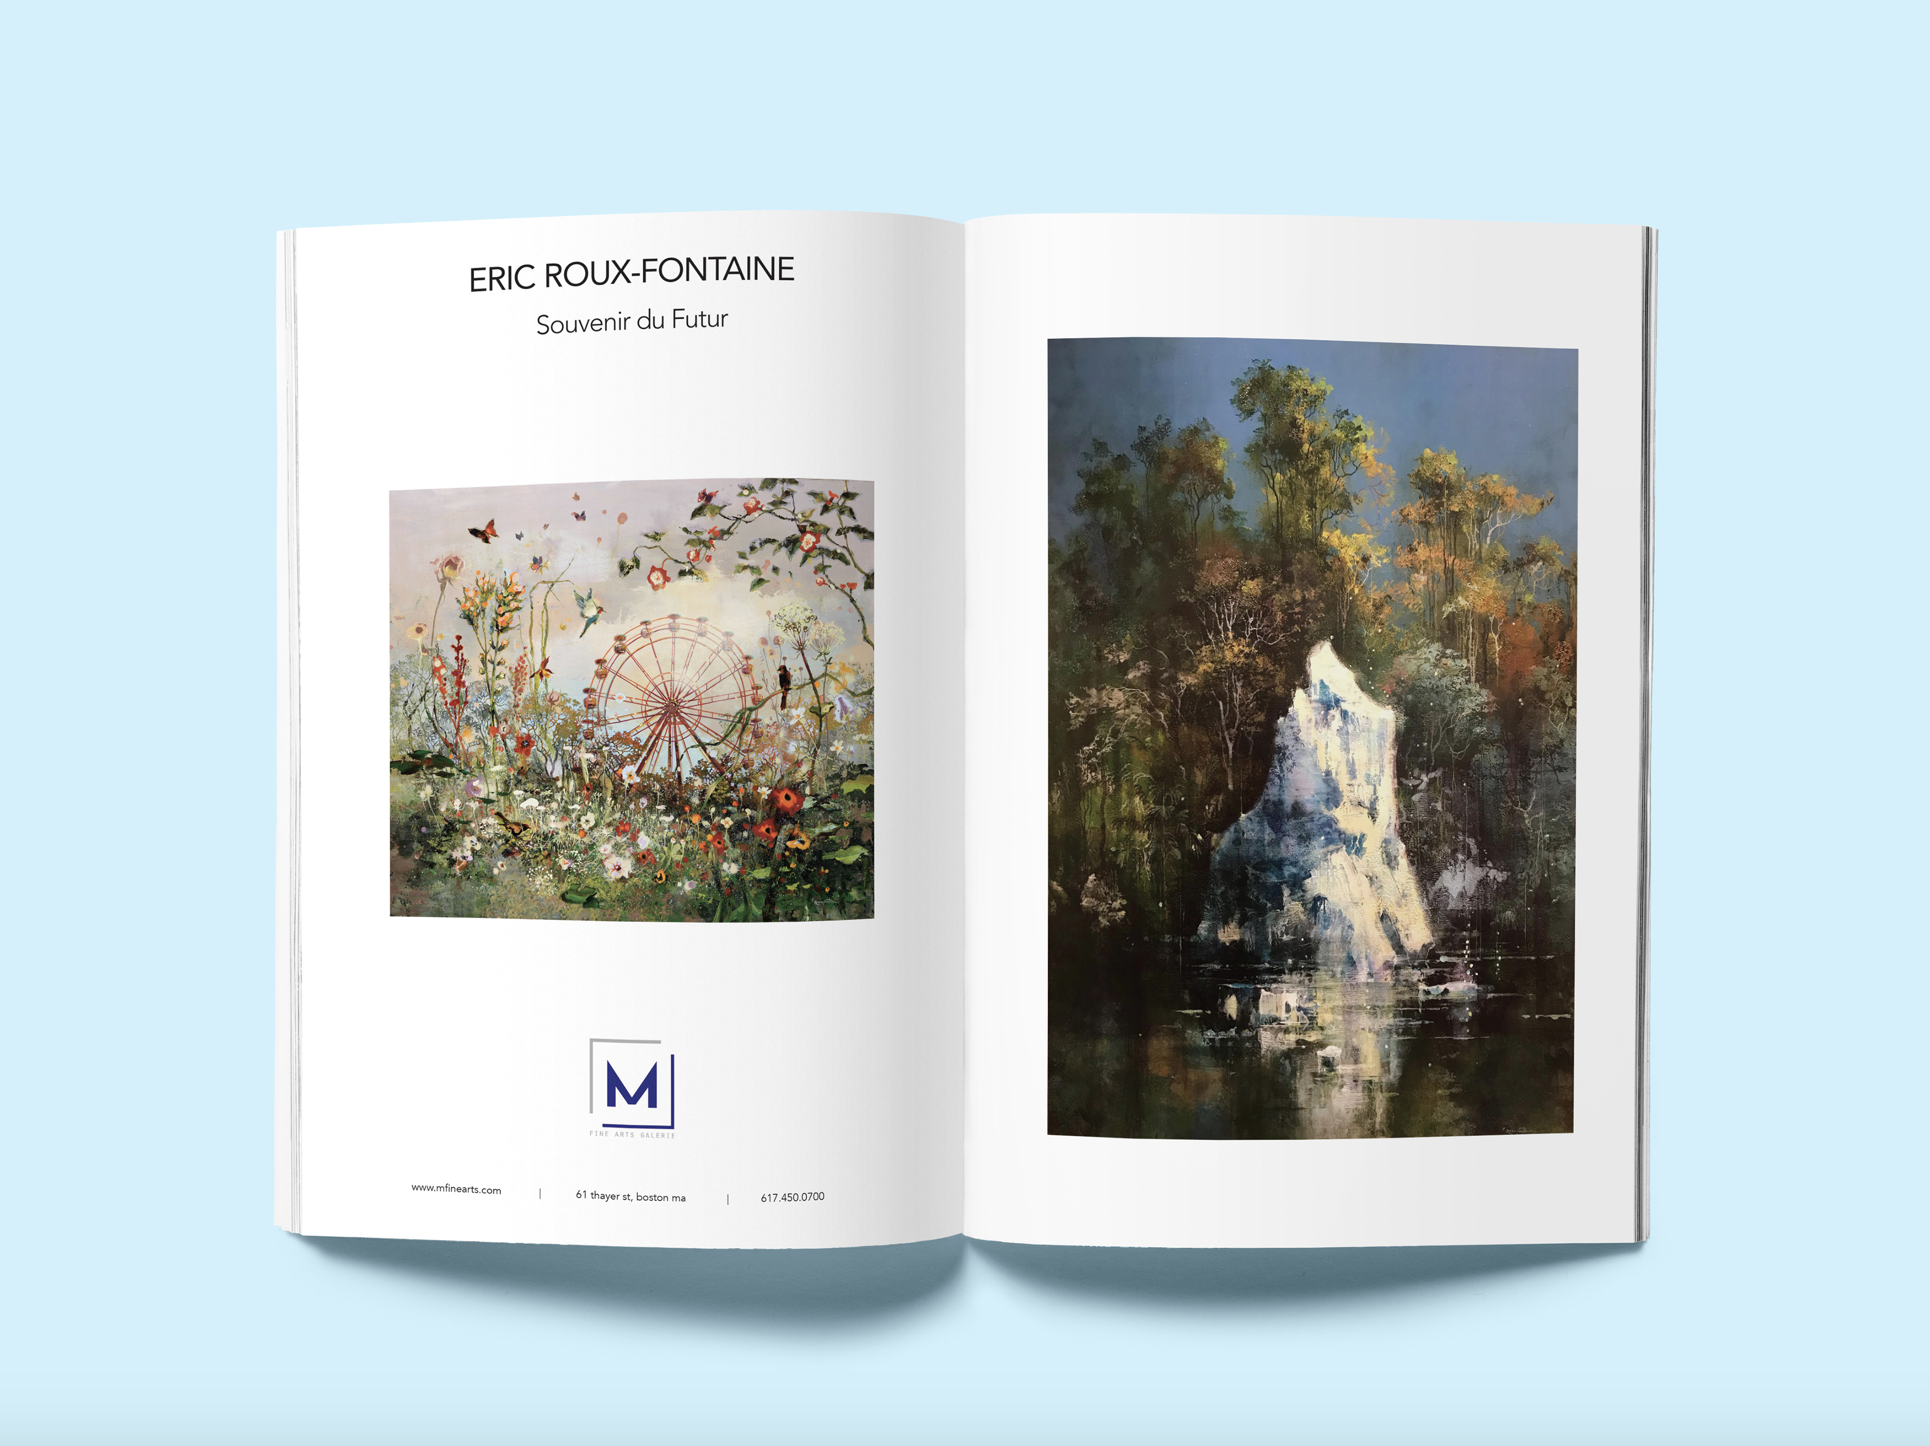 ERIC ROUX-FONTAINE
Souvenir du Futur
M
FINE ARTS GALERIE
www.mfinearts.com | 61 thayer st, boston ma | 617.450.0700